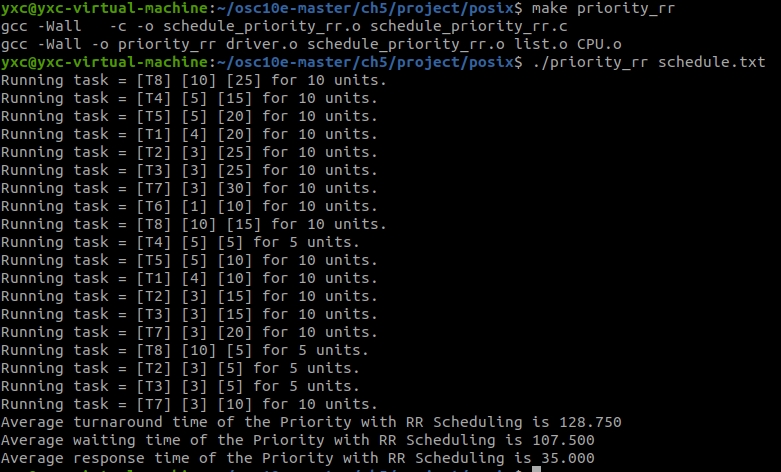 yxc@yxc-virtual-machine:~/osc10e-master/ch5/project/posix$ make priority_rr
gcc -Wall   -c -o schedule_priority_rr.o schedule_priority_rr.c
gcc -Wall -o priority_rr driver.o schedule_priority_rr.o list.o CPU.o
yxc@yxc-virtual-machine:~/osc10e-master/ch5/project/posix$ ./priority_rr schedule.txt
Running task = [T8] [10] [25] for 10 units.
Running task = [T4] [5] [15] for 10 units.
Running task = [T5] [5] [20] for 10 units.
Running task = [T1] [4] [20] for 10 units.
Running task = [T2] [3] [25] for 10 units.
Running task = [T3] [3] [25] for 10 units.
Running task = [T7] [3] [30] for 10 units.
Running task = [T6] [1] [10] for 10 units.
Running task = [T8] [10] [15] for 10 units.
Running task = [T4] [5] [5] for 5 units.
Running task = [T5] [5] [10] for 10 units.
Running task = [T1] [4] [10] for 10 units.
Running task = [T2] [3] [15] for 10 units.
Running task = [T3] [3] [15] for 10 units.
Running task = [T7] [3] [20] for 10 units.
Running task = [T8] [10] [5] for 5 units.
Running task = [T2] [3] [5] for 5 units.
Running task = [T3] [3] [5] for 5 units.
Running task = [T7] [3] [10] for 10 units.
Average turnaround time of the Priority with RR Scheduling is 128.750
Average waiting time of the Priority with RR Scheduling is 107.500
Average response time of the Priority with RR Scheduling is 35.000
yxc@yxc-virtual-machine:~/osc10e-master/ch5/project/posix$